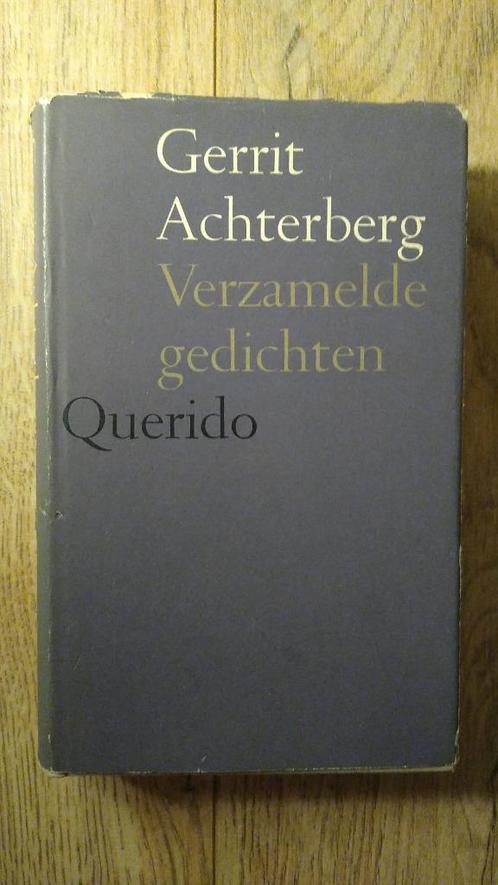 Gerrit
Achterberg
Verzamelde
gedichten
Querido